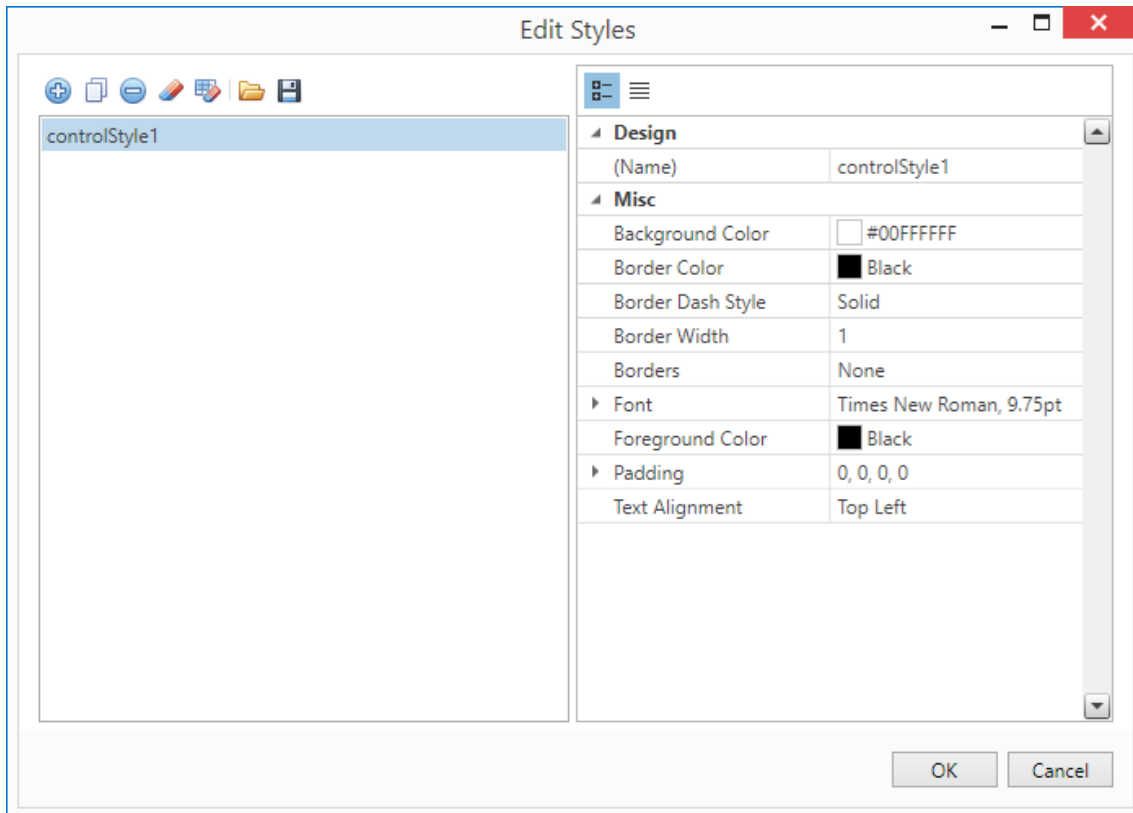 Edit Styles
controlStyle1
Design
(Name) controlStyle1
Misc
Background Color #00FFFFFF
Border Color Black
Border Dash Style Solid
Border Width 1
Borders None
Font Times New Roman, 9.75pt
Foreground Color Black
Padding 0, 0, 0, 0
Text Alignment Top Left
OK Cancel